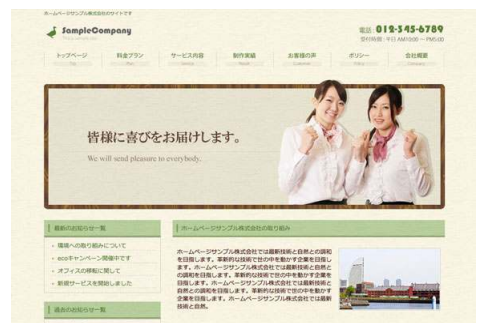 ホームページサンプル株式会社のサイトです
SampleCompany
電話：012-345-6789
受付時間：平日 AM10:00 ～ PM5:00
トップページ 料金プラン サービス内容 制作実績 お客様の声 ポリシー 会社概要
皆様に喜びをお届けします。
We will send pleasure to everybody.
最新のお知らせ一覧
環境への取り組みについて
ecoキャンペーン開催中です
オフィスの移転に関して
新規サービスを開始しました
過去のお知らせ一覧
ホームページサンプル株式会社の取り組み
ホームページサンプル株式会社では最新技術と自然との調和
を目指します。革新的な技術で世の中を動かす企業を目指し
ます。ホームページサンプル株式会社では最新技術と自然と
の調和を目指します。革新的な技術で世の中を動かす企業を
目指します。ホームページサンプル株式会社では最新技術と
自然との調和を目指します。革新的な技術で世の中を動かす
企業を目指します。ホームページサンプル株式会社では最新
技術と自然。